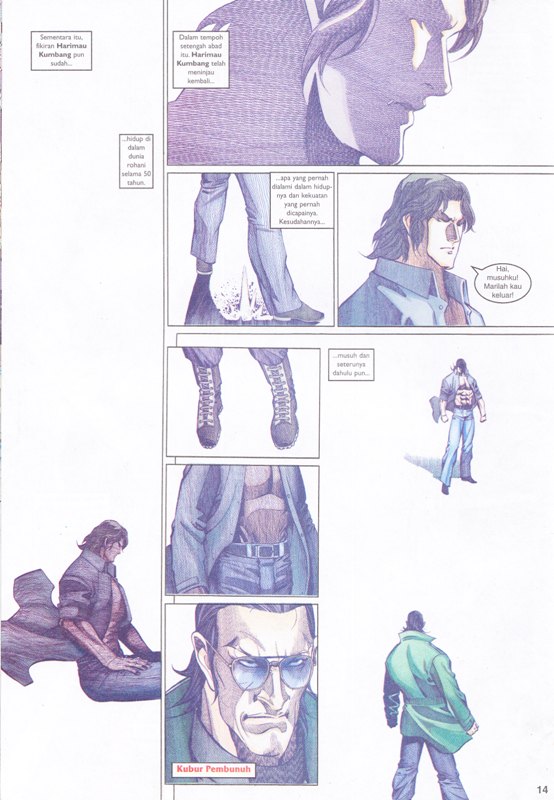 Sementara itu,
fikiran Harimau
Kumbang pun
sudah...
...hidup di
dalam
dunia
rohani
selama 50
tahun.
Dalam tempoh
setengah abad
itu. Harimau
Kumbang telah
meninjau
kembali...
...apa yang pernah
dialami dalam hidup-
nya dan kekuatan
yang pernah
dicapainya.
Kesudahannya...
Hai,
musuhku!
Marilah kau
keluar!
...musuh dan
seterunya
dahulu pun...
Kubur Pembunuh
14